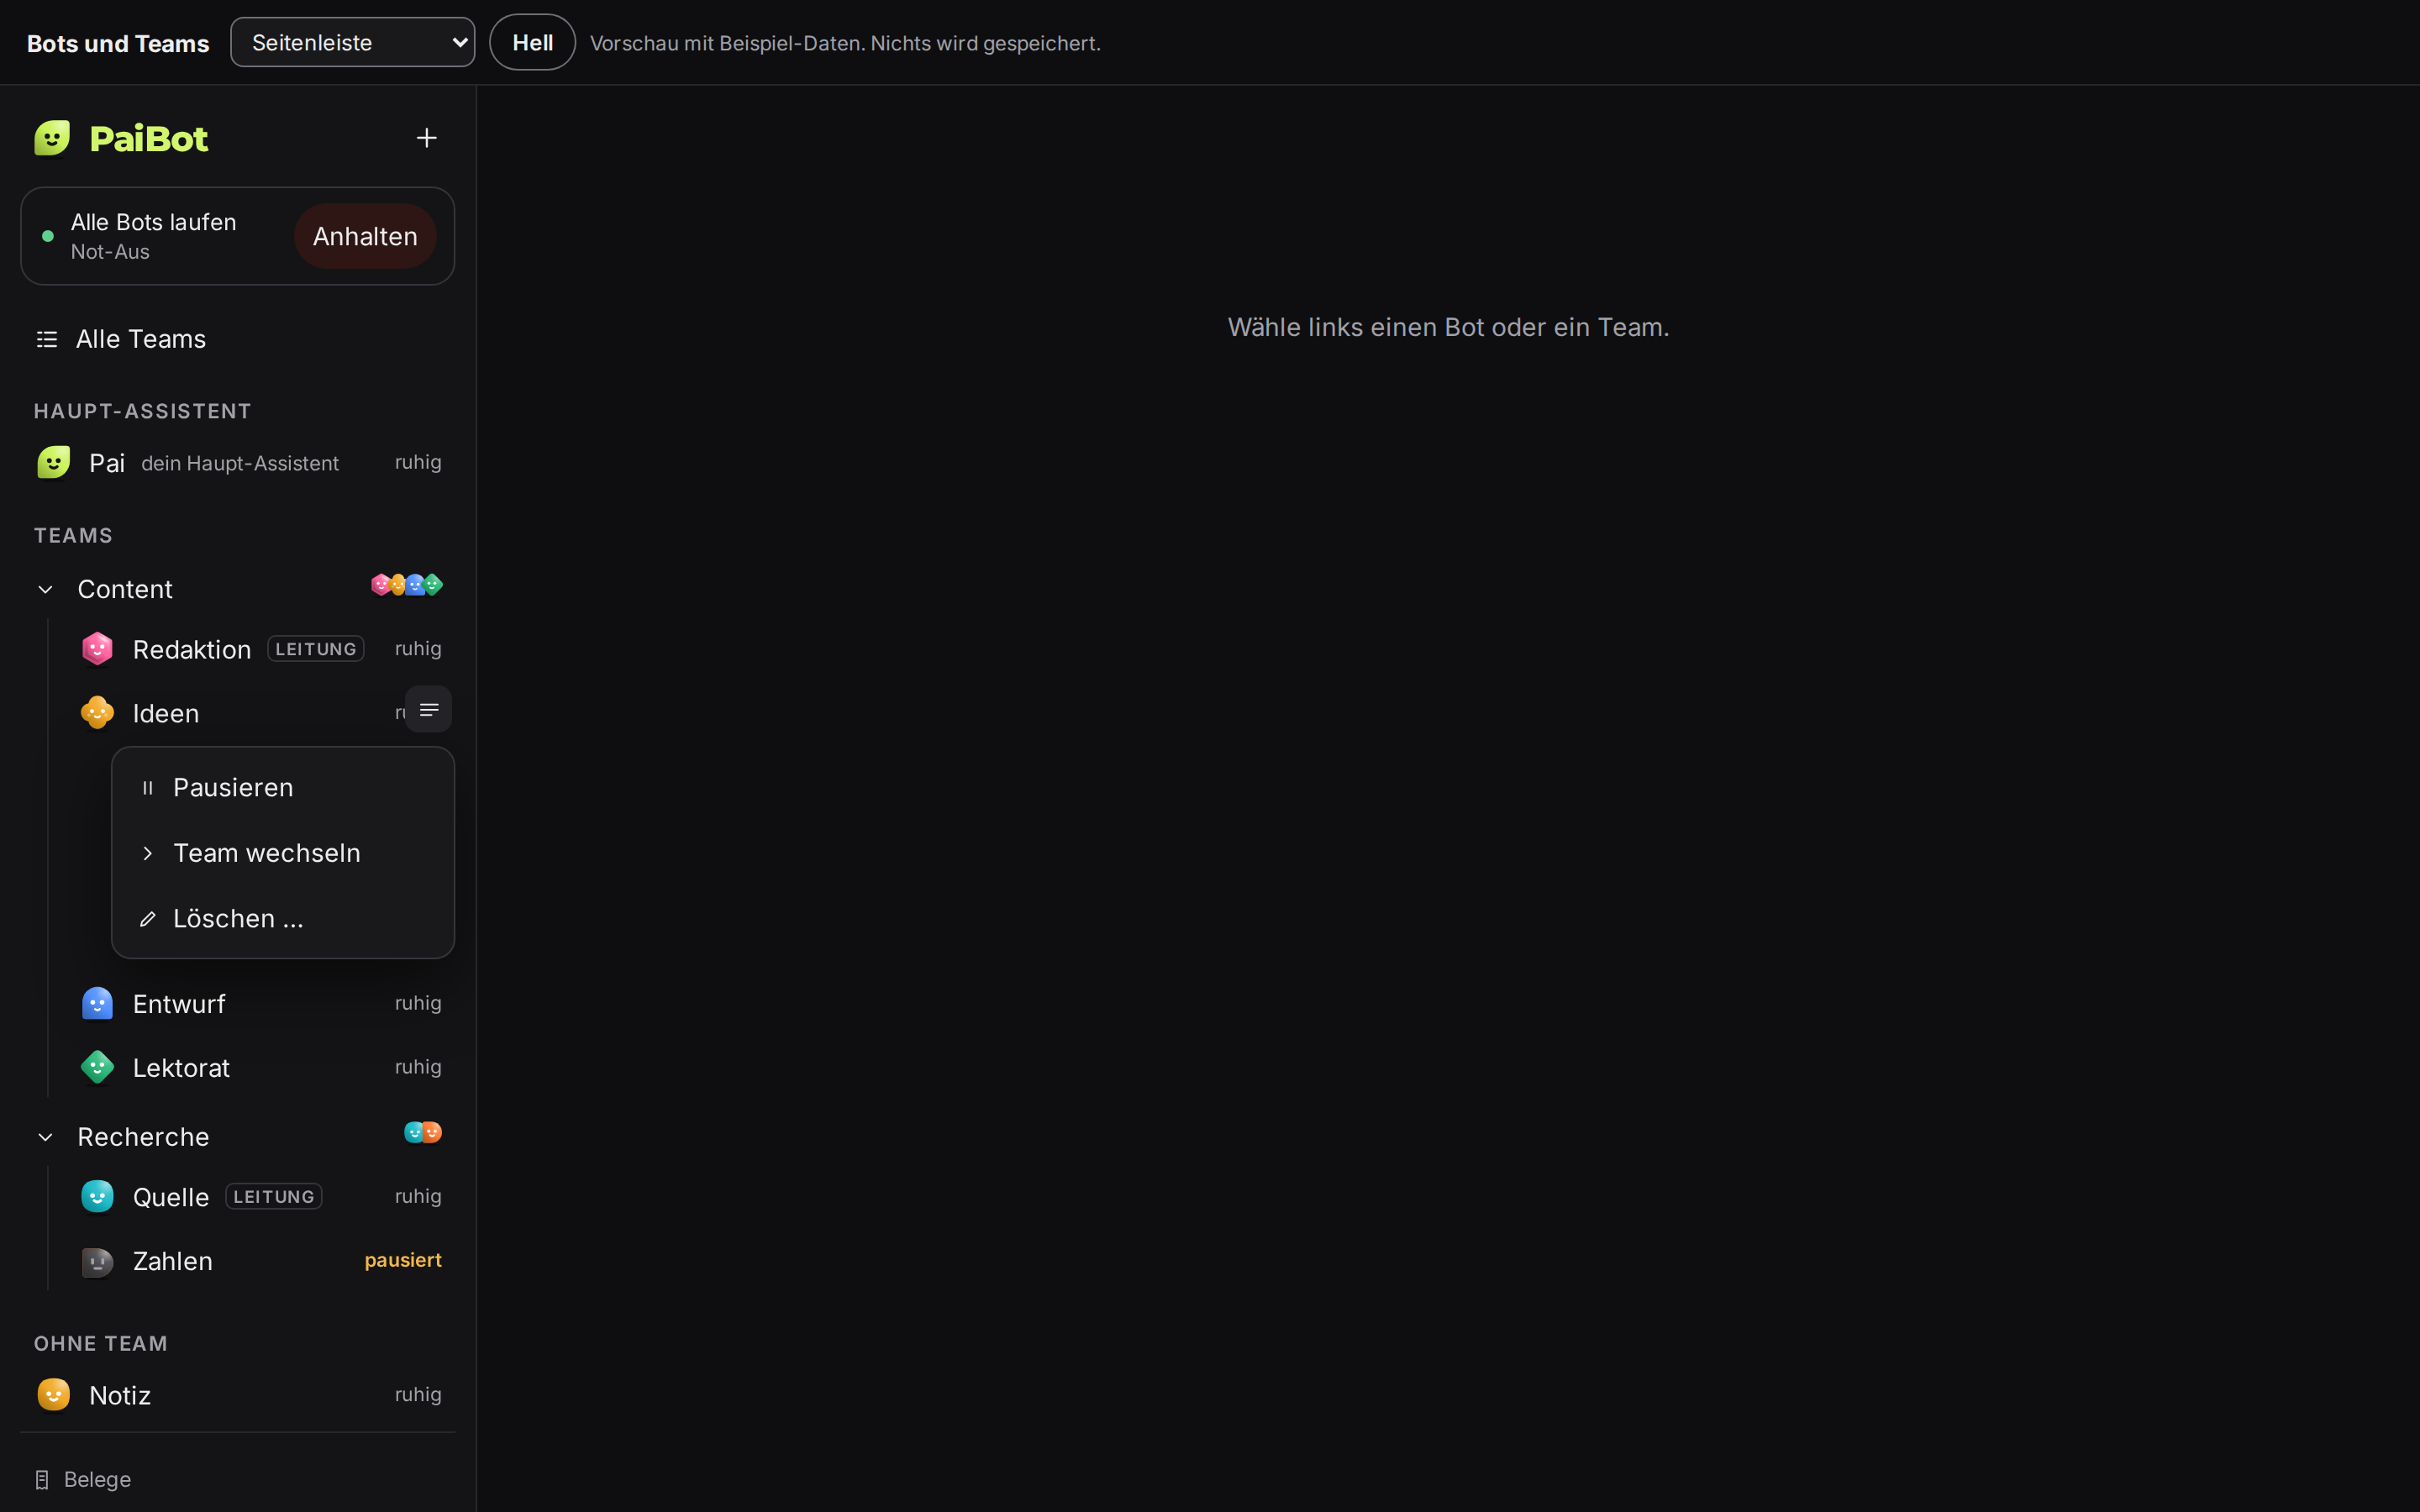 Bots und Teams Seitenleiste Hell Vorschau mit Beispiel-Daten. Nichts wird gespeichert.
PaiBot
Alle Bots laufen
Not-Aus
Anhalten
Alle Teams
HAUPT-ASSISTENT
Pai dein Haupt-Assistent ruhig
TEAMS
Content
Redaktion LEITUNG ruhig
Ideen
Pausieren
Team wechseln
Löschen ...
Entwurf ruhig
Lektorat ruhig
Recherche
Quelle LEITUNG ruhig
Zahlen pausiert
OHNE TEAM
Notiz ruhig
Belege
Wähle links einen Bot oder ein Team.